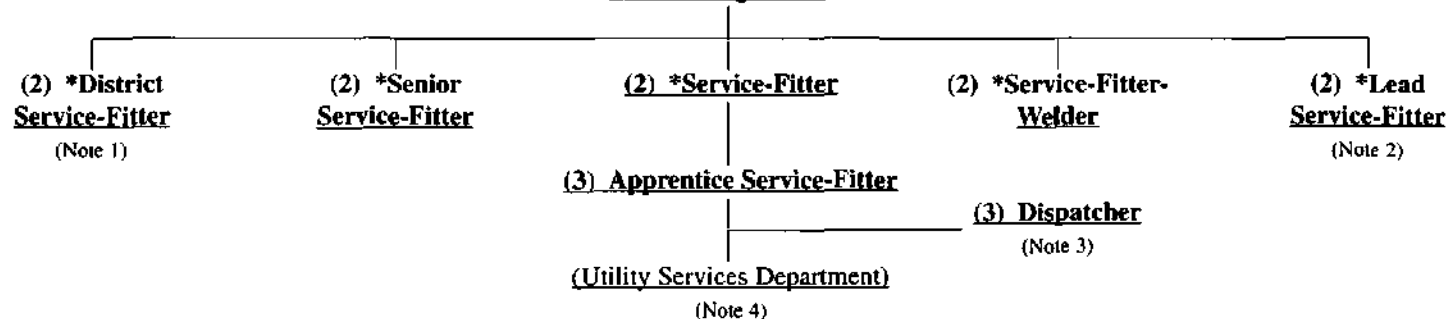 (2) *District
Service-Fitter
(Note 1)
(2) *Senior
Service-Fitter
(2) *Service-Fitter
(2) *Service-Fitter-
Welder
(2) *Lead
Service-Fitter
(Note 2)
(3) Apprentice Service-Fitter
(3) Dispatcher
(Note 3)
(Utility Services Department)
(Note 4)